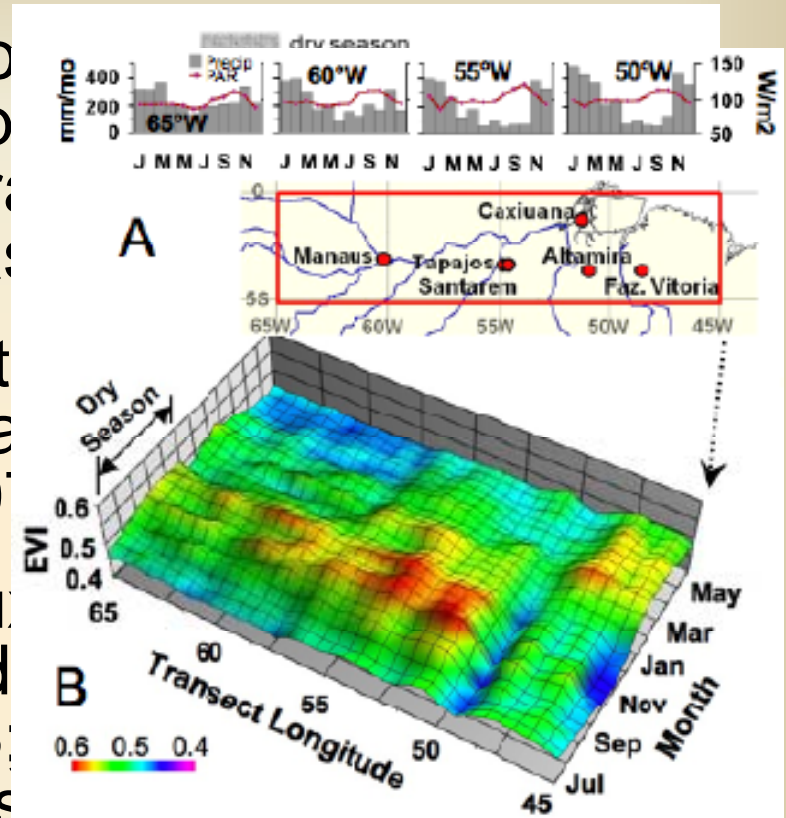 dry season
Precip
PAR
mm/mo
400
200
0
65°W
60°W
55°W
50°W
150
100
50
W/m2
J M M J S N
J M M J S N
J M M J S N
J M M J S N
A
0
5S
Caxiuana
Manaus
Tapajos
Santarem
Altamira
Faz. Vitoria
65W
60W
55W
50W
45W
Dry
Season
EVI
0.6
0.5
0.4
65
60
55
50
45
Transect Longitude
May
Mar
Jan
Nov
Sep
Jul
Month
B
0.6 0.5 0.4